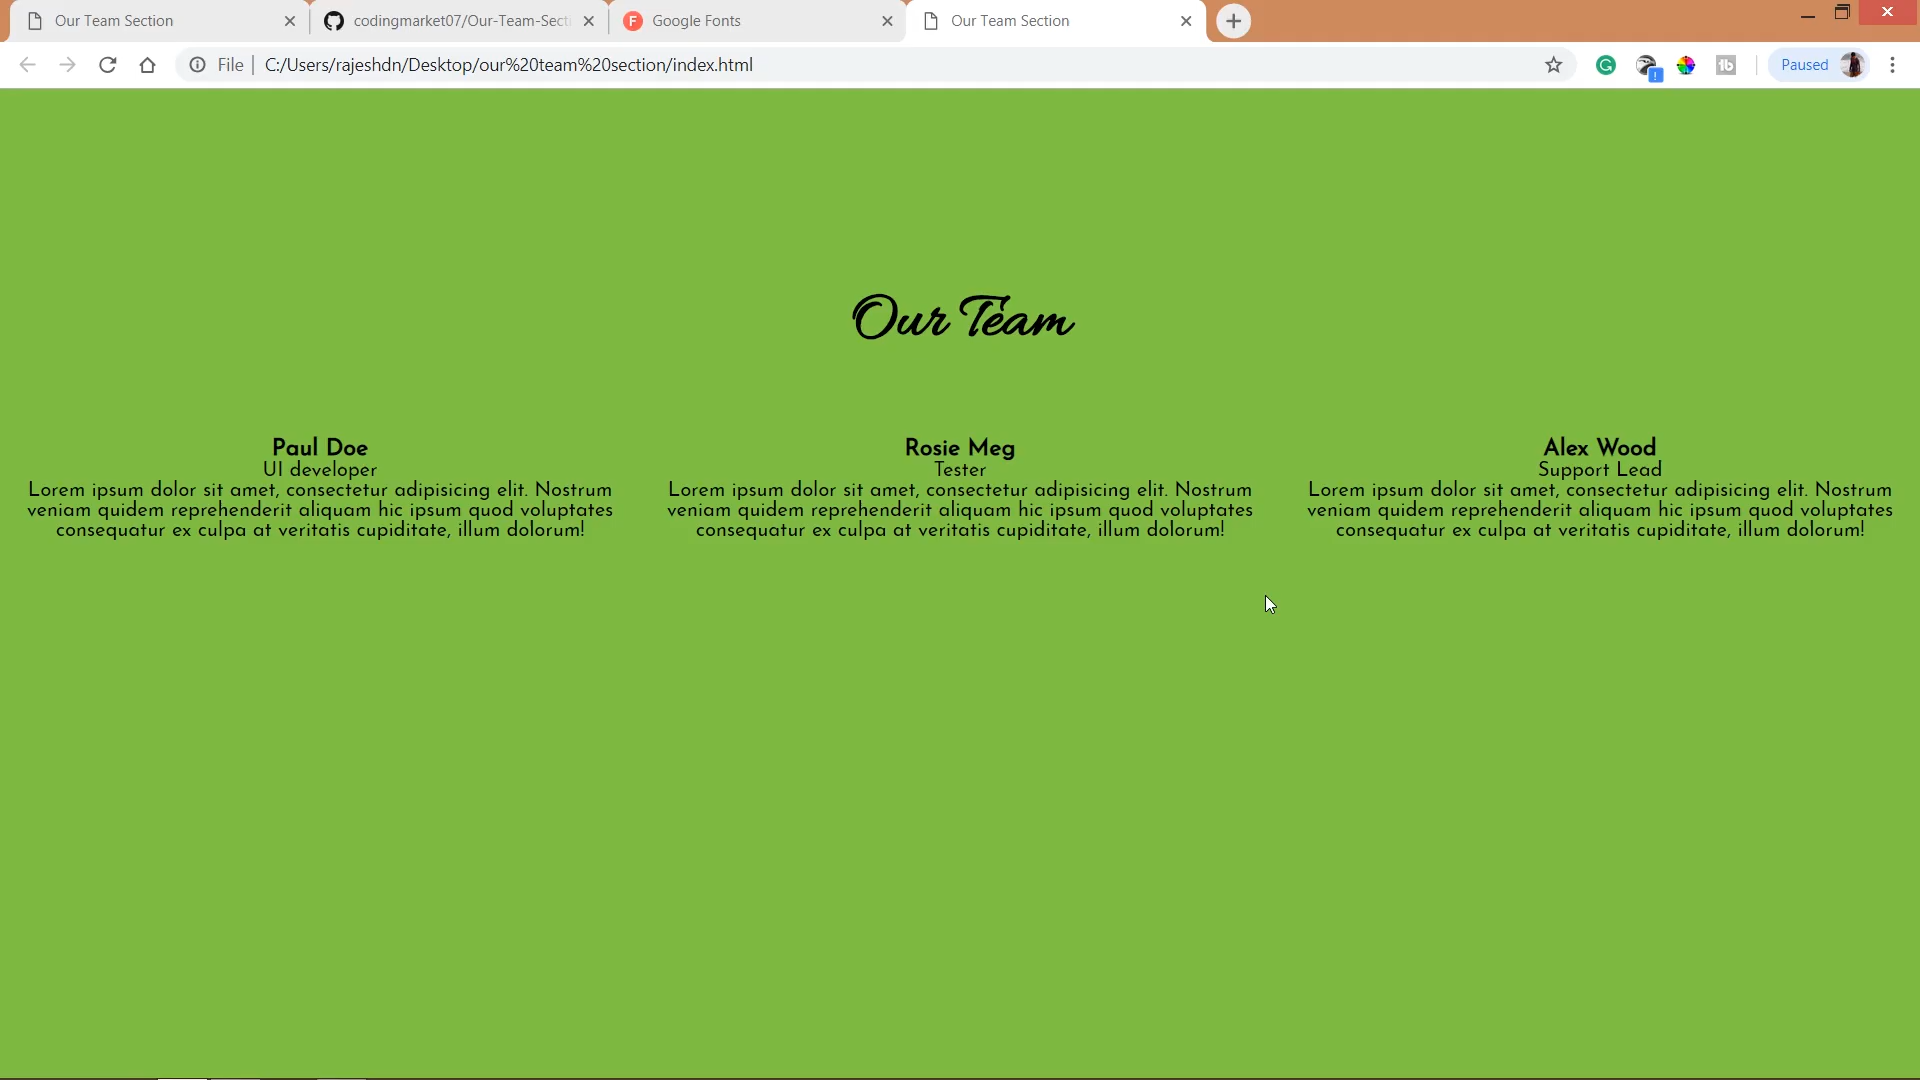 Our Team Section
codingmarket07/Our-Team-Sect
F Google Fonts
Our Team Section
File C:/Users/rajeshdn/Desktop/our%20team%20section/index.html
Paused
Our Team
Paul Doe
UI developer
Lorem ipsum dolor sit amet, consectetur adipisicing elit. Nostrum
veniam quidem reprehenderit aliquam hic ipsum quod voluptates
consequatur ex culpa at veritatis cupiditate, illum dolorum!
Rosie Meg
Tester
Lorem ipsum dolor sit amet, consectetur adipisicing elit. Nostrum
veniam quidem reprehenderit aliquam hic ipsum quod voluptates
consequatur ex culpa at veritatis cupiditate, illum dolorum!
Alex Wood
Support Lead
Lorem ipsum dolor sit amet, consectetur adipisicing elit. Nostrum
veniam quidem reprehenderit aliquam hic ipsum quod voluptates
consequatur ex culpa at veritatis cupiditate, illum dolorum!